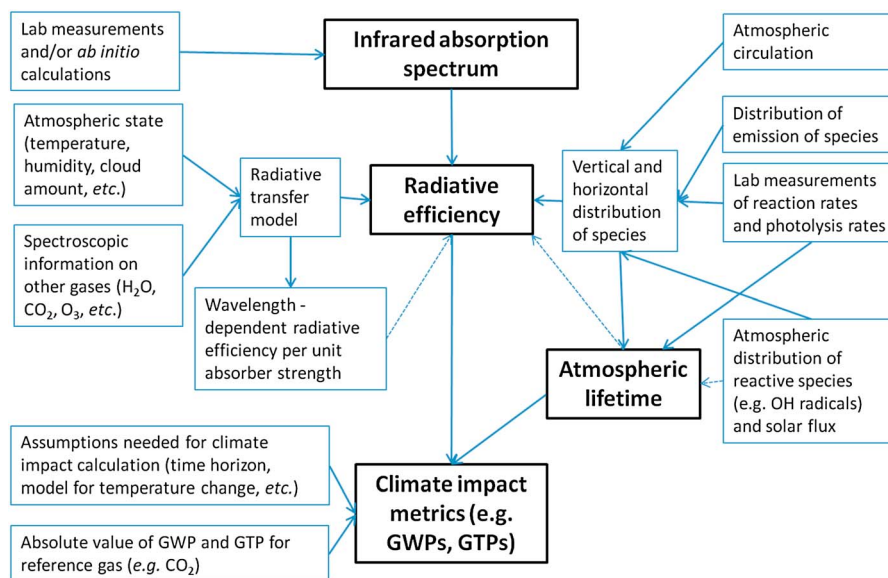 Lab measurements
and/or ab initio
calculations
Infrared absorption
spectrum
Atmospheric
circulation
Atmospheric state
(temperature,
humidity, cloud
amount, etc.)
Radiative
transfer
model
Radiative
efficiency
Vertical and
horizontal
distribution
of species
Distribution of
emission of species
Lab measurements
of reaction rates
and photolysis rates
Spectroscopic
information on
other gases (H₂O,
CO₂, O₃, etc.)
Wavelength -
dependent radiative
efficiency per unit
absorber strength
Atmospheric
lifetime
Atmospheric
distribution of
reactive species
(e.g. OH radicals)
and solar flux
Assumptions needed for climate
impact calculation (time horizon,
model for temperature change, etc.)
Climate impact
metrics (e.g.
GWPs, GTPs)
Absolute value of GWP and GTP for
reference gas (e.g. CO₂)